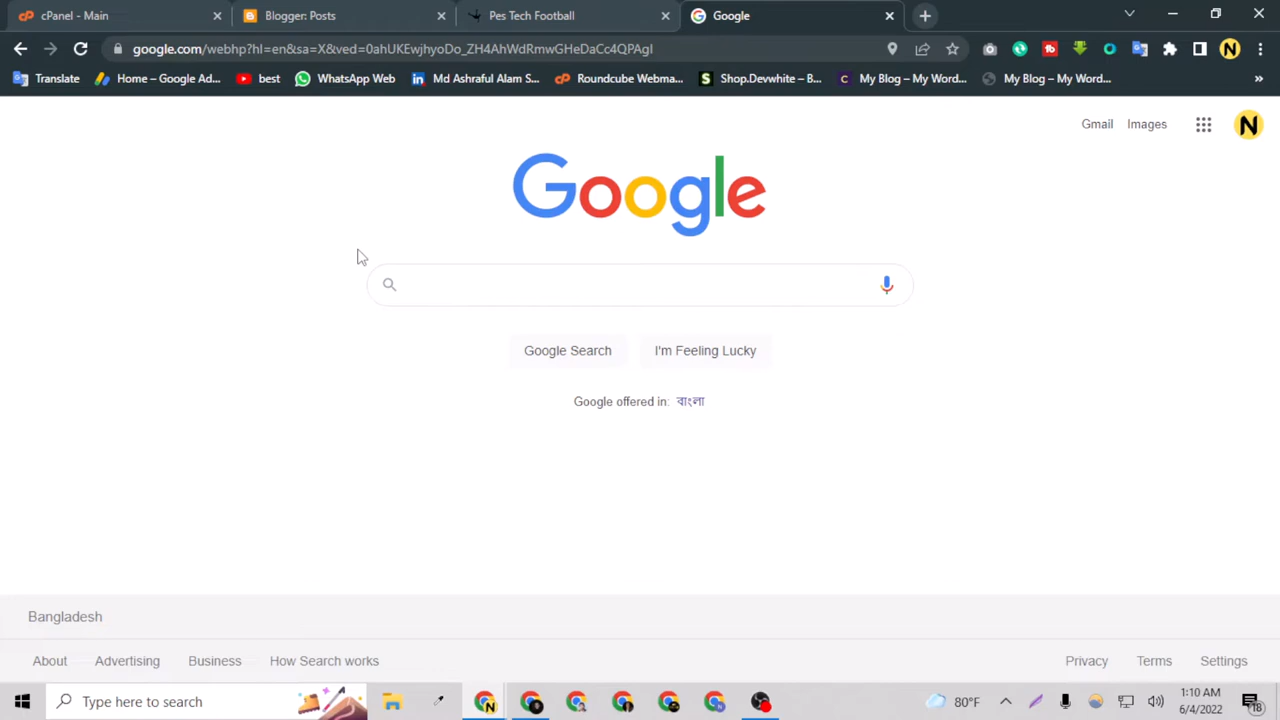 cPanel - Main
Blogger: Posts
Pes Tech Football
Google
google.com/webhp?hl=en&sa=X&ved=0ahUKEwjhyoDo_ZH4AhWdRmwGHeDaCc4QPAgI
N
Translate
Home – Google Ad...
best
WhatsApp Web
Md Ashraful Alam S...
Roundcube Webma...
Shop.Devwhite – B...
My Blog – My Word...
My Blog – My Word...
»
Gmail
Images
N
Google
Google Search
I'm Feeling Lucky
Google offered in: বাংলা
Bangladesh
About
Advertising
Business
How Search works
Privacy
Terms
Settings
Type here to search
80°F
1:10 AM
6/4/2022
18